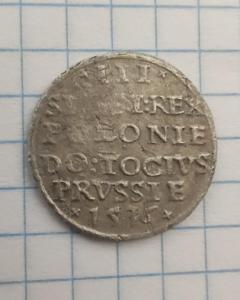 III
REX
POLONIE
DO:TOCIVS
PRVSSIE